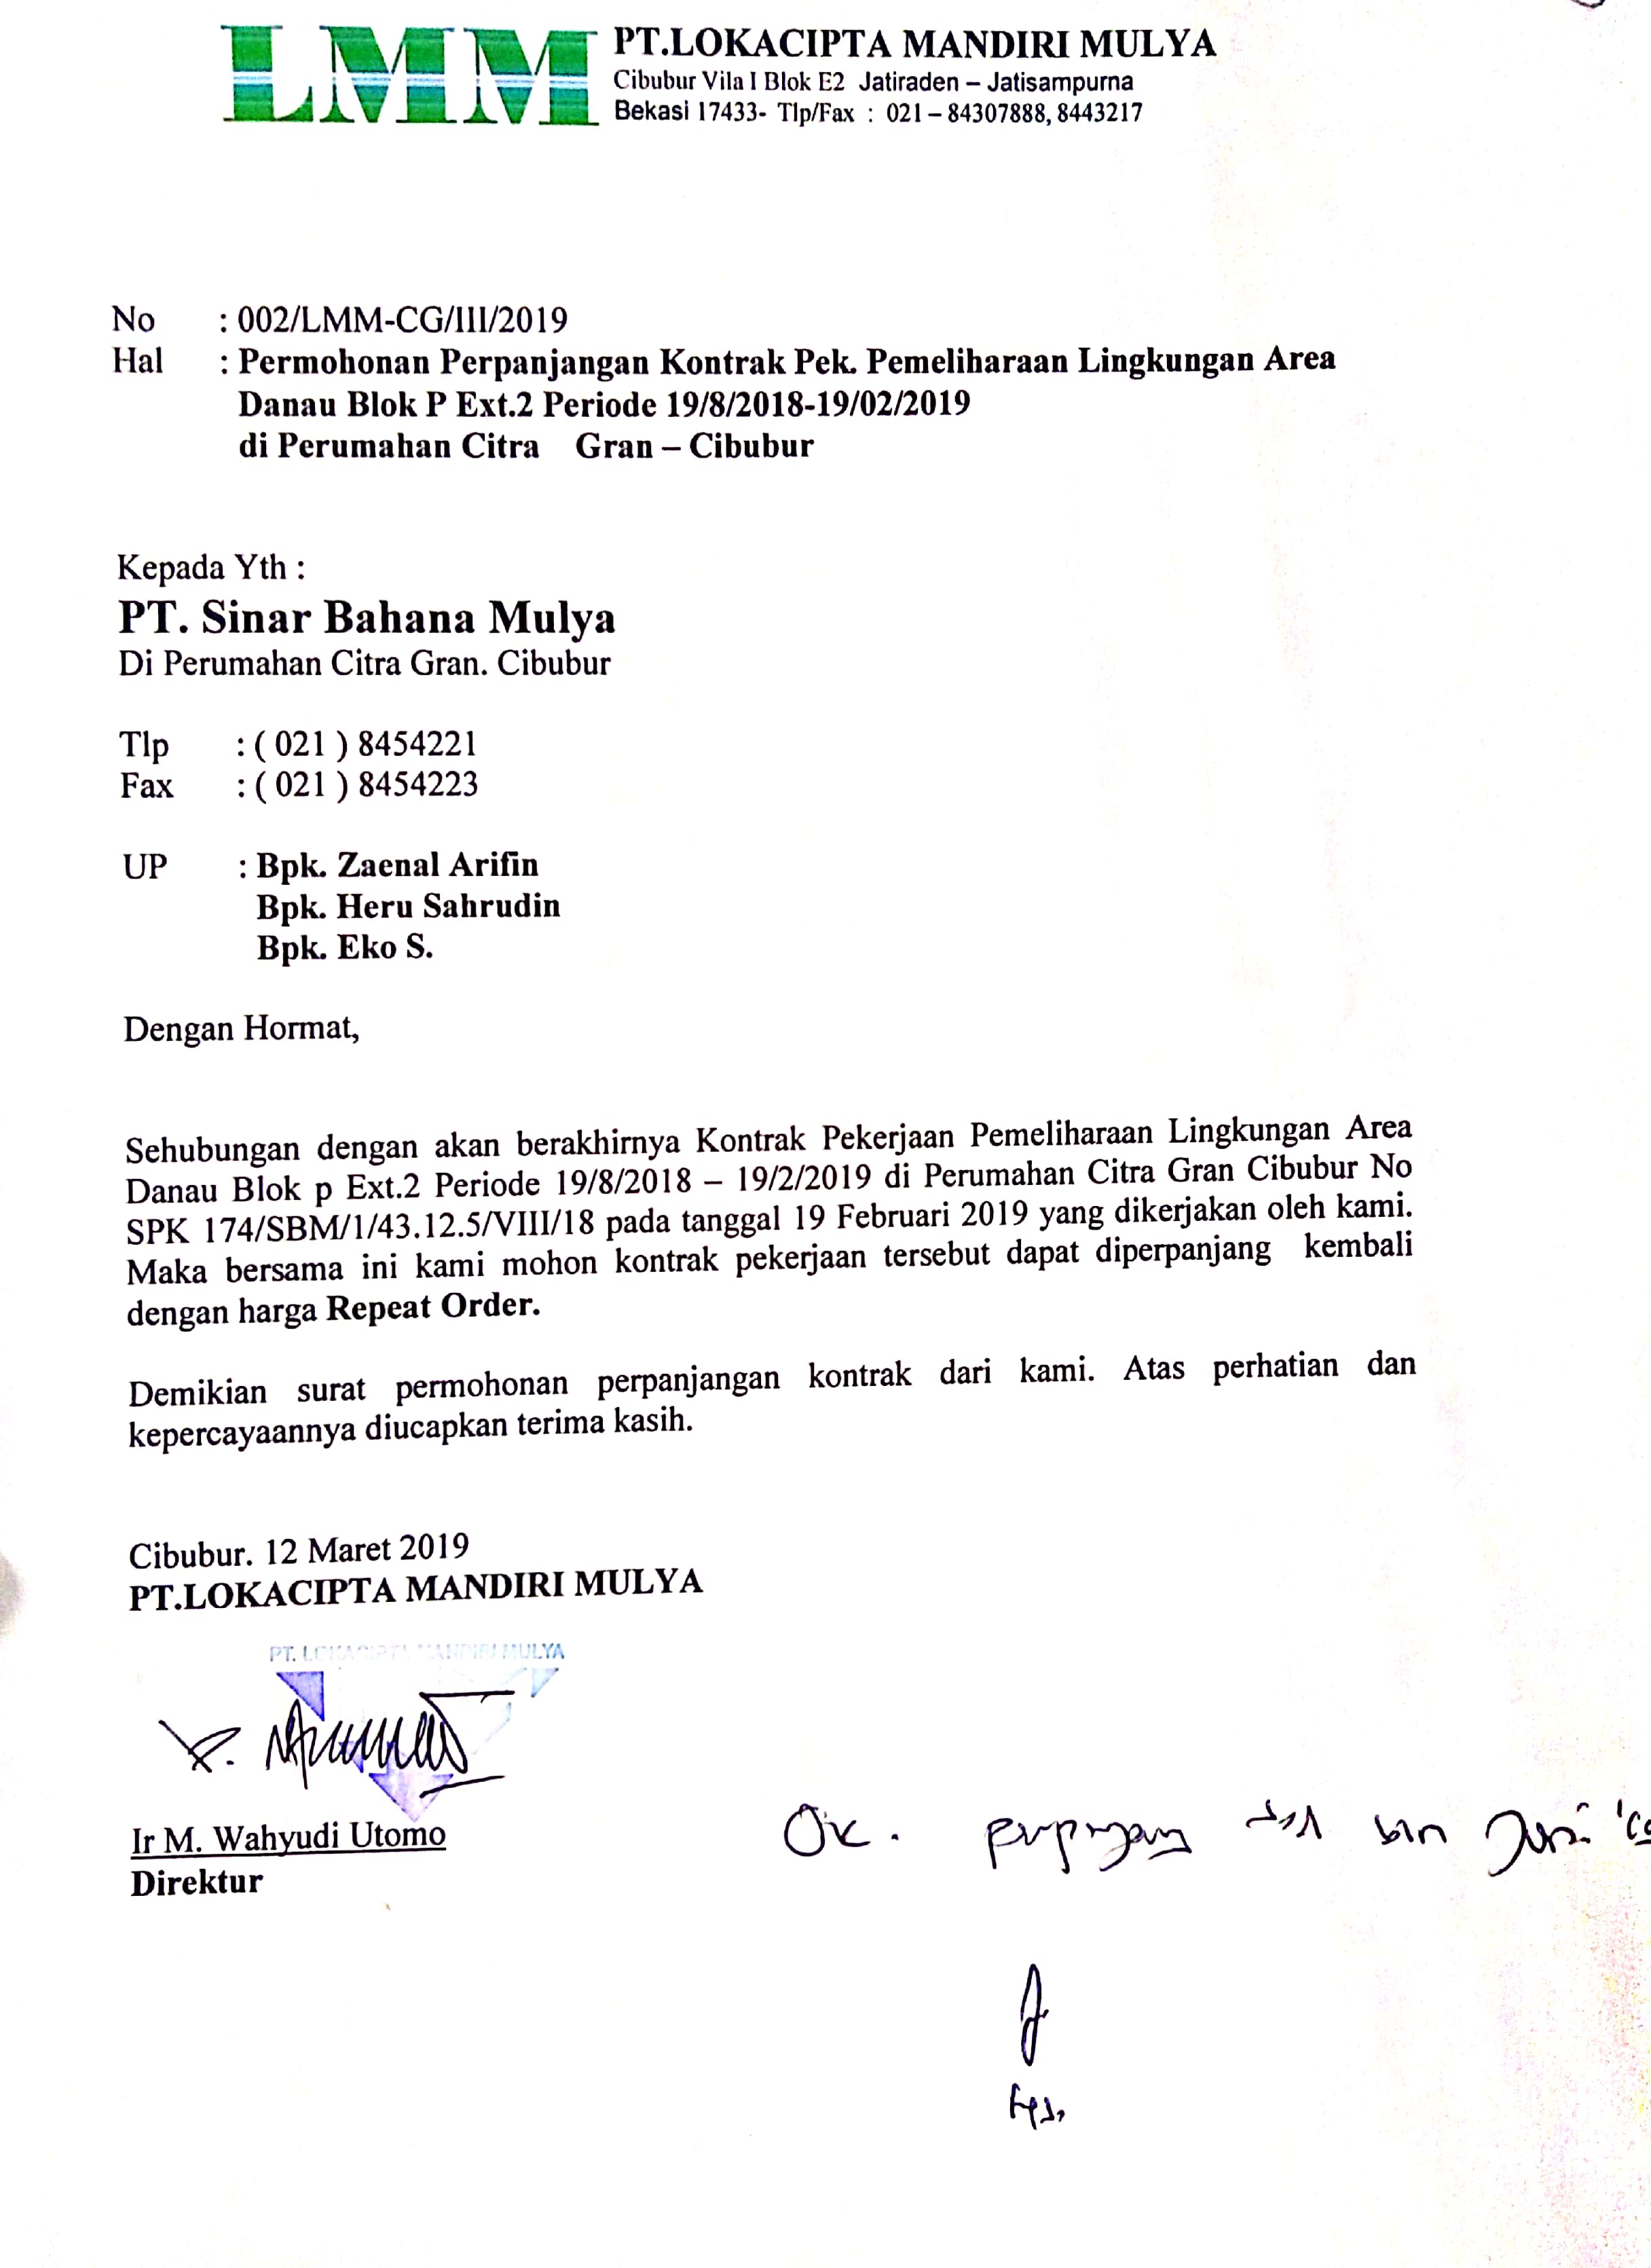 LMM
PT.LOKACIPTA MANDIRI MULYA
Cibubur Vila I Blok E2 Jatiraden – Jatisampurna
Bekasi 17433- Tlp/Fax : 021 – 84307888, 8443217
No : 002/LMM-CG/III/2019
Hal : Permohonan Perpanjangan Kontrak Pek. Pemeliharaan Lingkungan Area
Danau Blok P Ext.2 Periode 19/8/2018-19/02/2019
di Perumahan Citra Gran – Cibubur
Kepada Yth :
PT. Sinar Bahana Mulya
Di Perumahan Citra Gran. Cibubur
Tlp : ( 021 ) 8454221
Fax : ( 021 ) 8454223
UP : Bpk. Zaenal Arifin
Bpk. Heru Sahrudin
Bpk. Eko S.
Dengan Hormat,
Sehubungan dengan akan berakhirnya Kontrak Pekerjaan Pemeliharaan Lingkungan Area
Danau Blok p Ext.2 Periode 19/8/2018 – 19/2/2019 di Perumahan Citra Gran Cibubur No
SPK 174/SBM/1/43.12.5/VIII/18 pada tanggal 19 Februari 2019 yang dikerjakan oleh kami.
Maka bersama ini kami mohon kontrak pekerjaan tersebut dapat diperpanjang kembali
dengan harga Repeat Order.
Demikian surat permohonan perpanjangan kontrak dari kami. Atas perhatian dan
kepercayaannya diucapkan terima kasih.
Cibubur. 12 Maret 2019
PT.LOKACIPTA MANDIRI MULYA
PT. LOKACIPTA MANDIRI MULYA
Ir M. Wahyudi Utomo
Direktur
Ok.